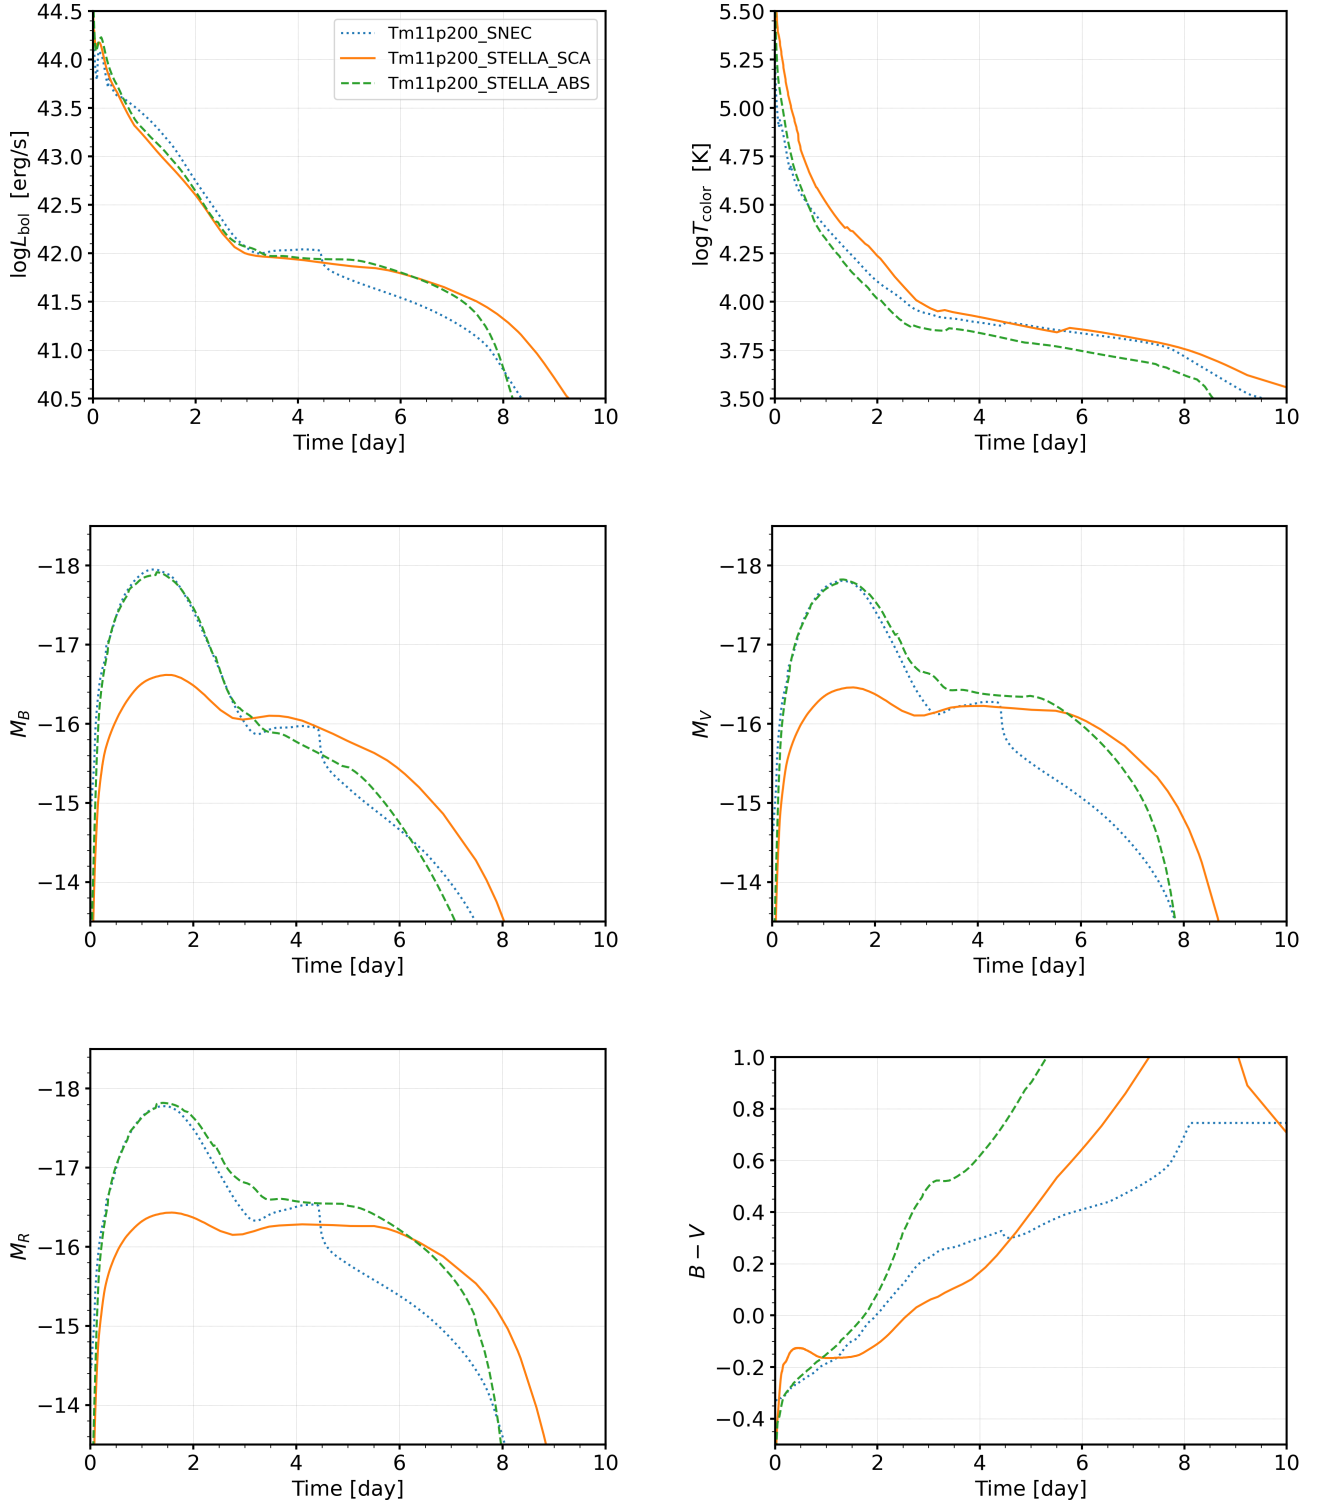 44.5
44.0
43.5
43.0
42.5
42.0
41.5
41.0
40.5
logL_bol [erg/s]
0 2 4 6 8 10
Time [day]
Tm11p200_SNEC
Tm11p200_STELLA_SCA
Tm11p200_STELLA_ABS
5.50
5.25
5.00
4.75
4.50
4.25
4.00
3.75
3.50
logT_color [K]
0 2 4 6 8 10
Time [day]
−18
−17
−16
−15
−14
M_B
0 2 4 6 8 10
Time [day]
−18
−17
−16
−15
−14
M_V
0 2 4 6 8 10
Time [day]
−18
−17
−16
−15
−14
M_R
0 2 4 6 8 10
Time [day]
1.0
0.8
0.6
0.4
0.2
0.0
−0.2
−0.4
B − V
0 2 4 6 8 10
Time [day]